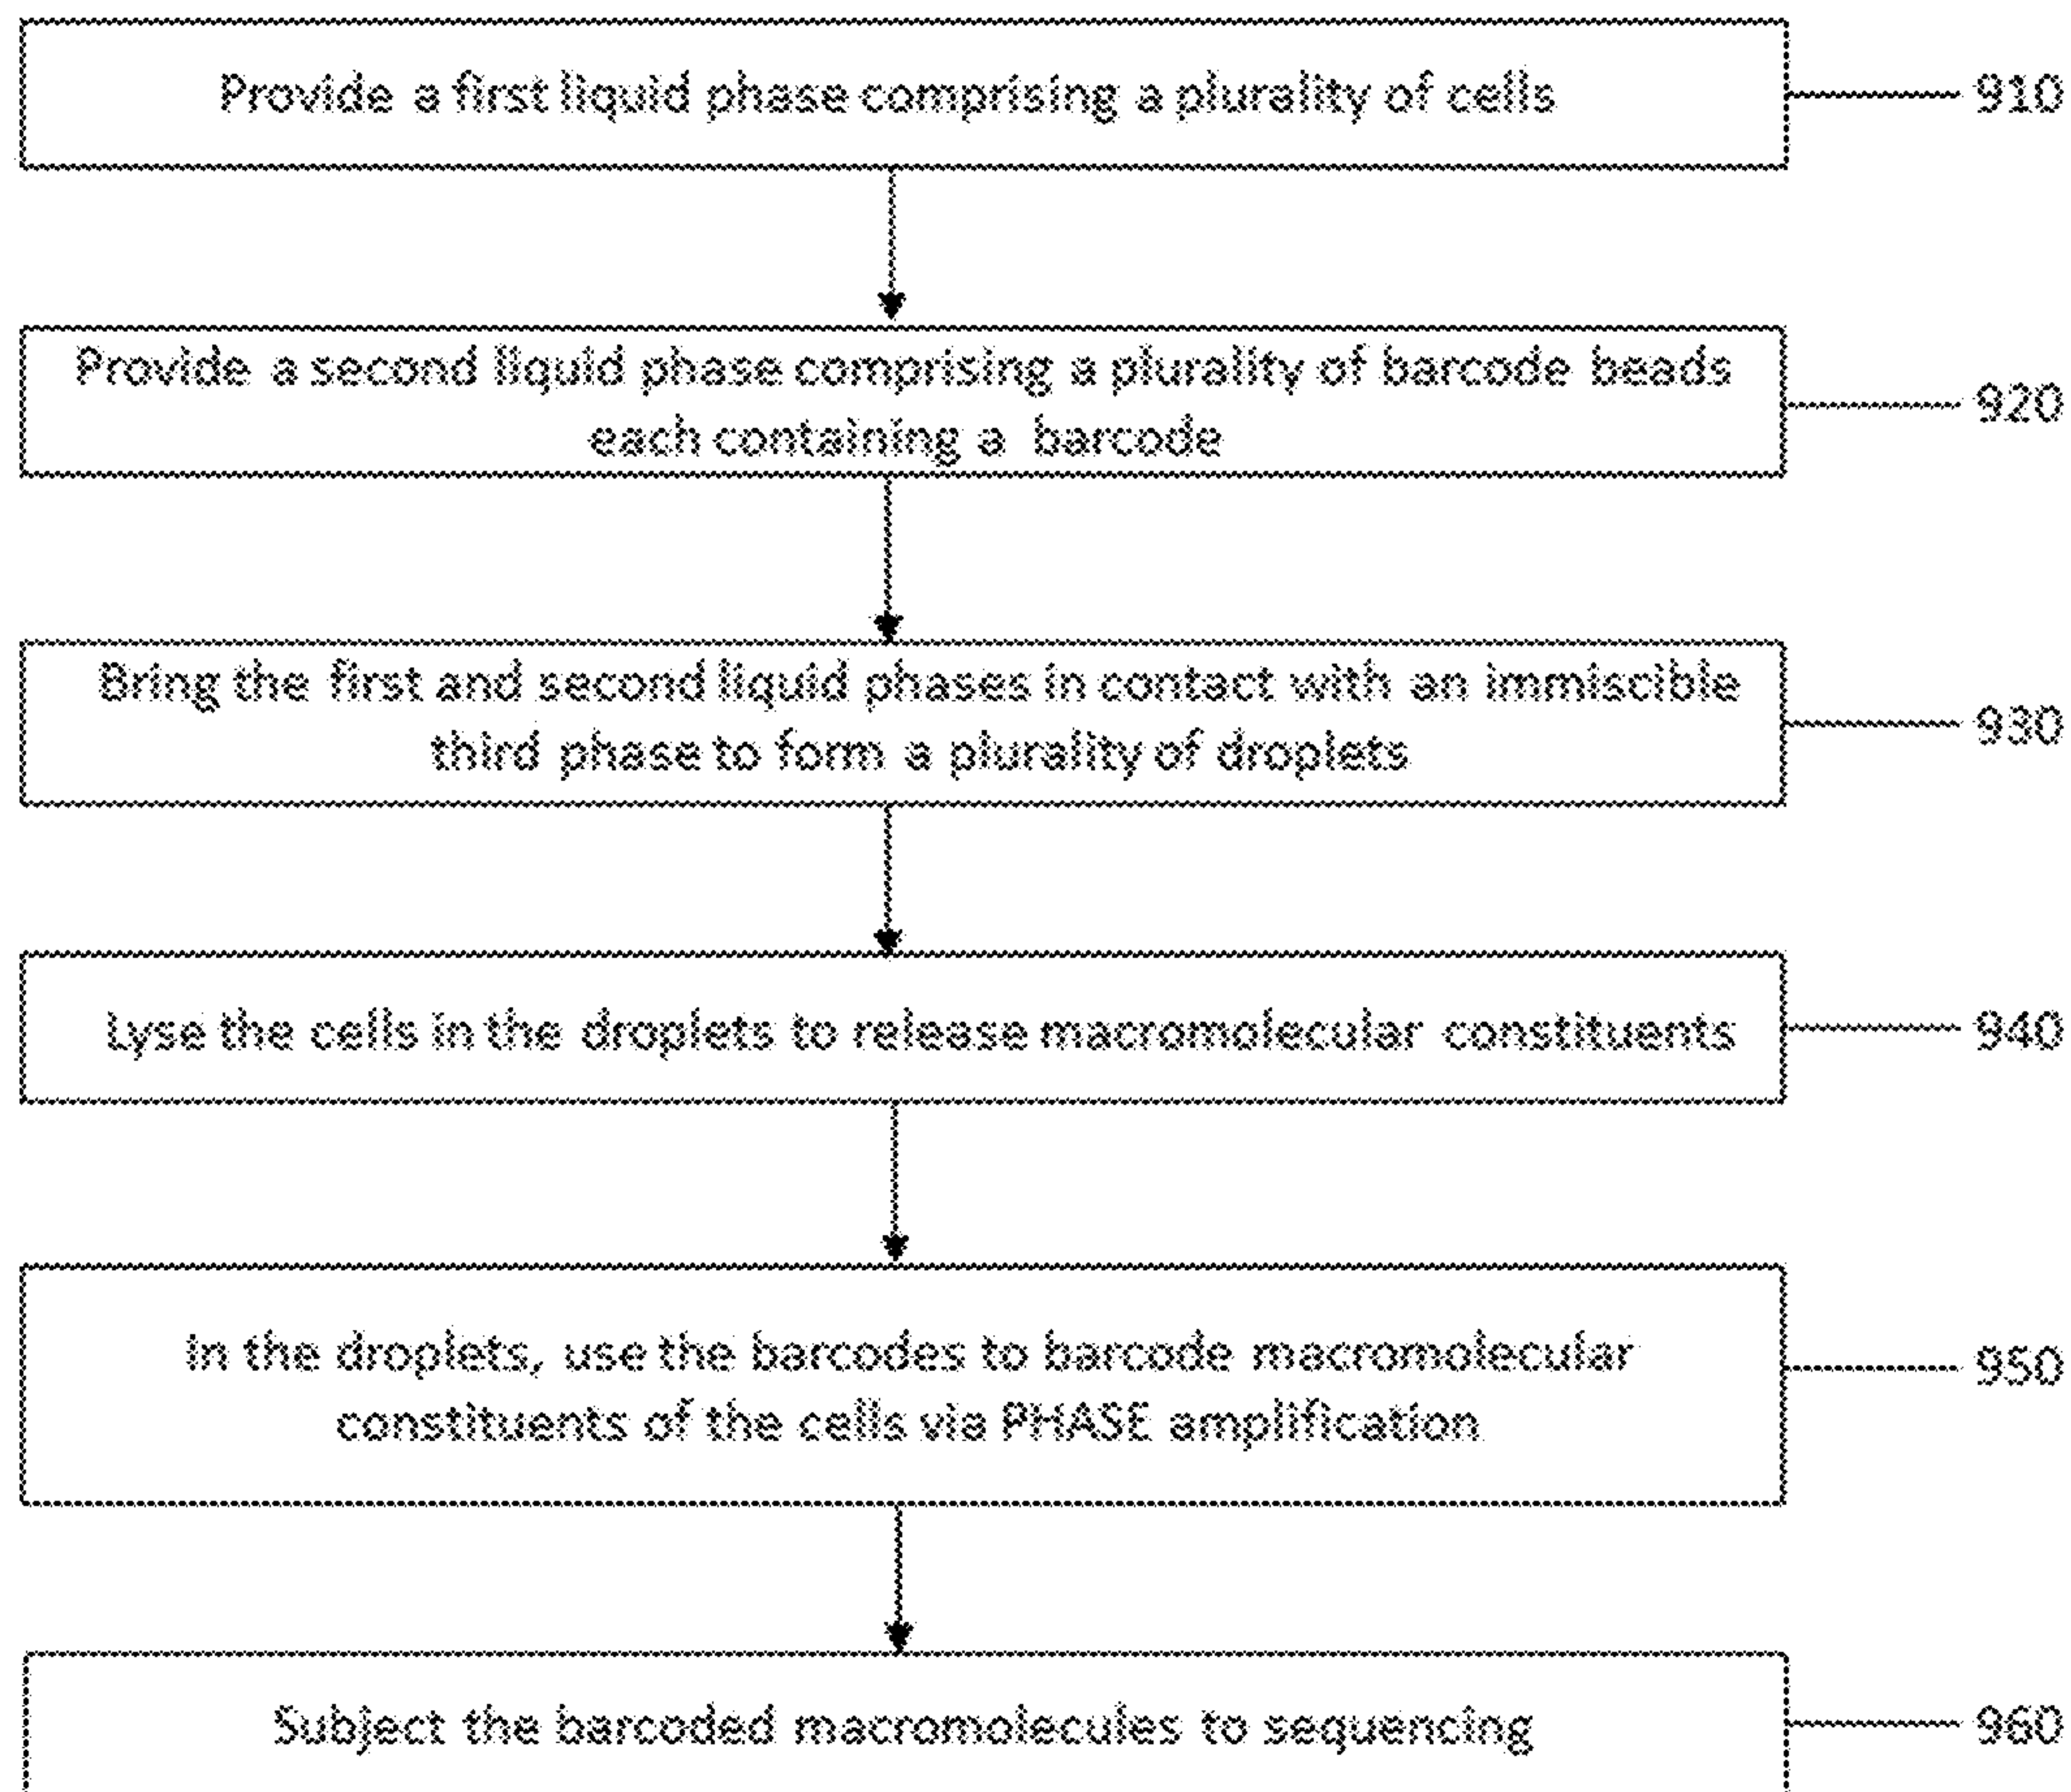 Provide a first liquid phase comprising a plurality of cells
910
Provide a second liquid phase comprising a plurality of barcode beads
each containing a barcode
920
Bring the first and second liquid phases in contact with an immiscible
third phase to form a plurality of droplets
930
Lyse the cells in the droplets to release macromolecular constituents
940
In the droplets, use the barcodes to barcode macromolecular
constituents of the cells via PHASE amplification
950
Subject the barcoded macromolecules to sequencing
960